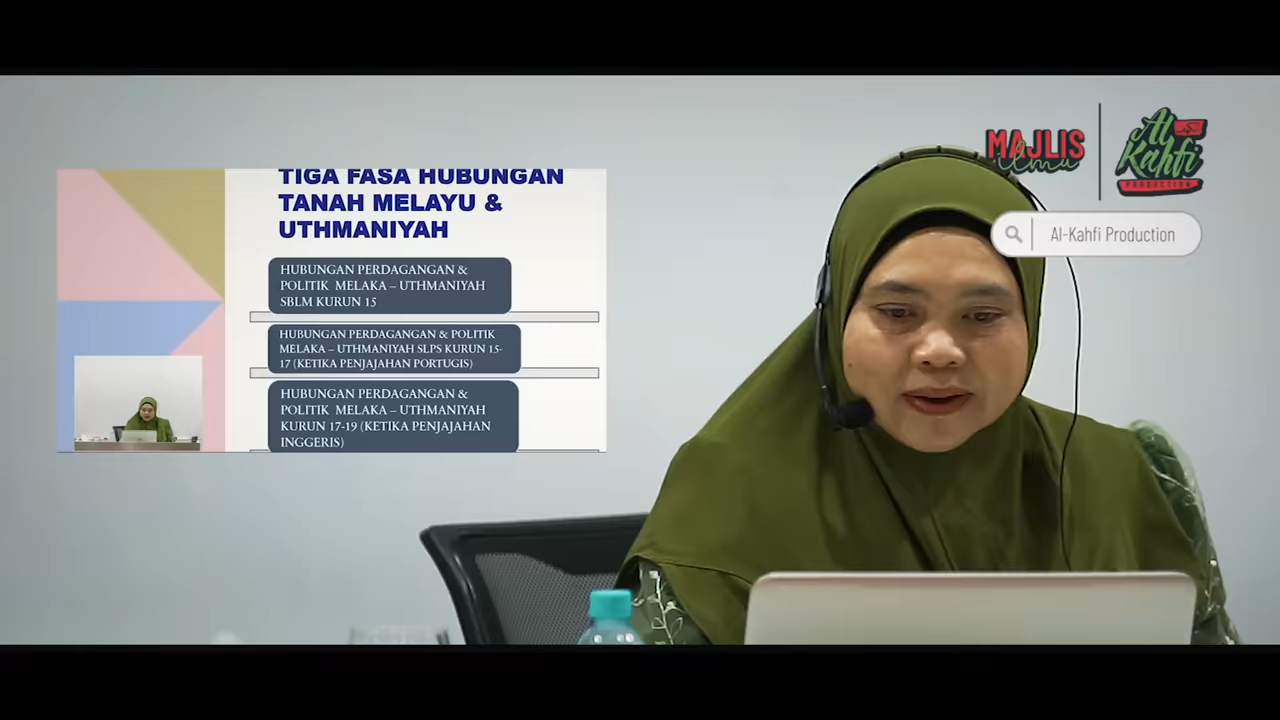 TIGA FASA HUBUNGAN
TANAH MELAYU &
UTHMANIYAH
HUBUNGAN PERDAGANGAN &
POLITIK MELAKA – UTHMANIYAH
SBLM KURUN 15
HUBUNGAN PERDAGANGAN & POLITIK
MELAKA – UTHMANIYAH SLPS KURUN 15-
17 (KETIKA PENJAJAHAN PORTUGIS)
HUBUNGAN PERDAGANGAN &
POLITIK MELAKA – UTHMANIYAH
KURUN 17-19 (KETIKA PENJAJAHAN
INGGERIS)
MAJLIS
ilmu
Al
Kahfi
PRODUCTION
Al-Kahfi Production